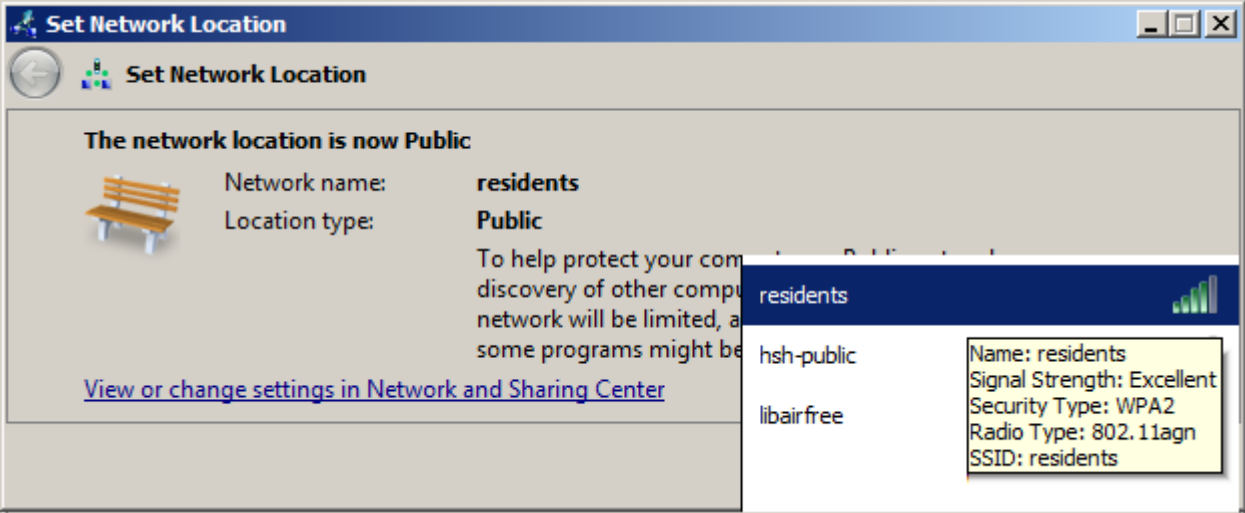 Set Network Location
Set Network Location
The network location is now Public
Network name: residents
Location type: Public
To help protect your com
discovery of other compu
network will be limited, a
some programs might be
View or change settings in Network and Sharing Center
residents
hsh-public
libairfree
Name: residents
Signal Strength: Excellent
Security Type: WPA2
Radio Type: 802.11agn
SSID: residents